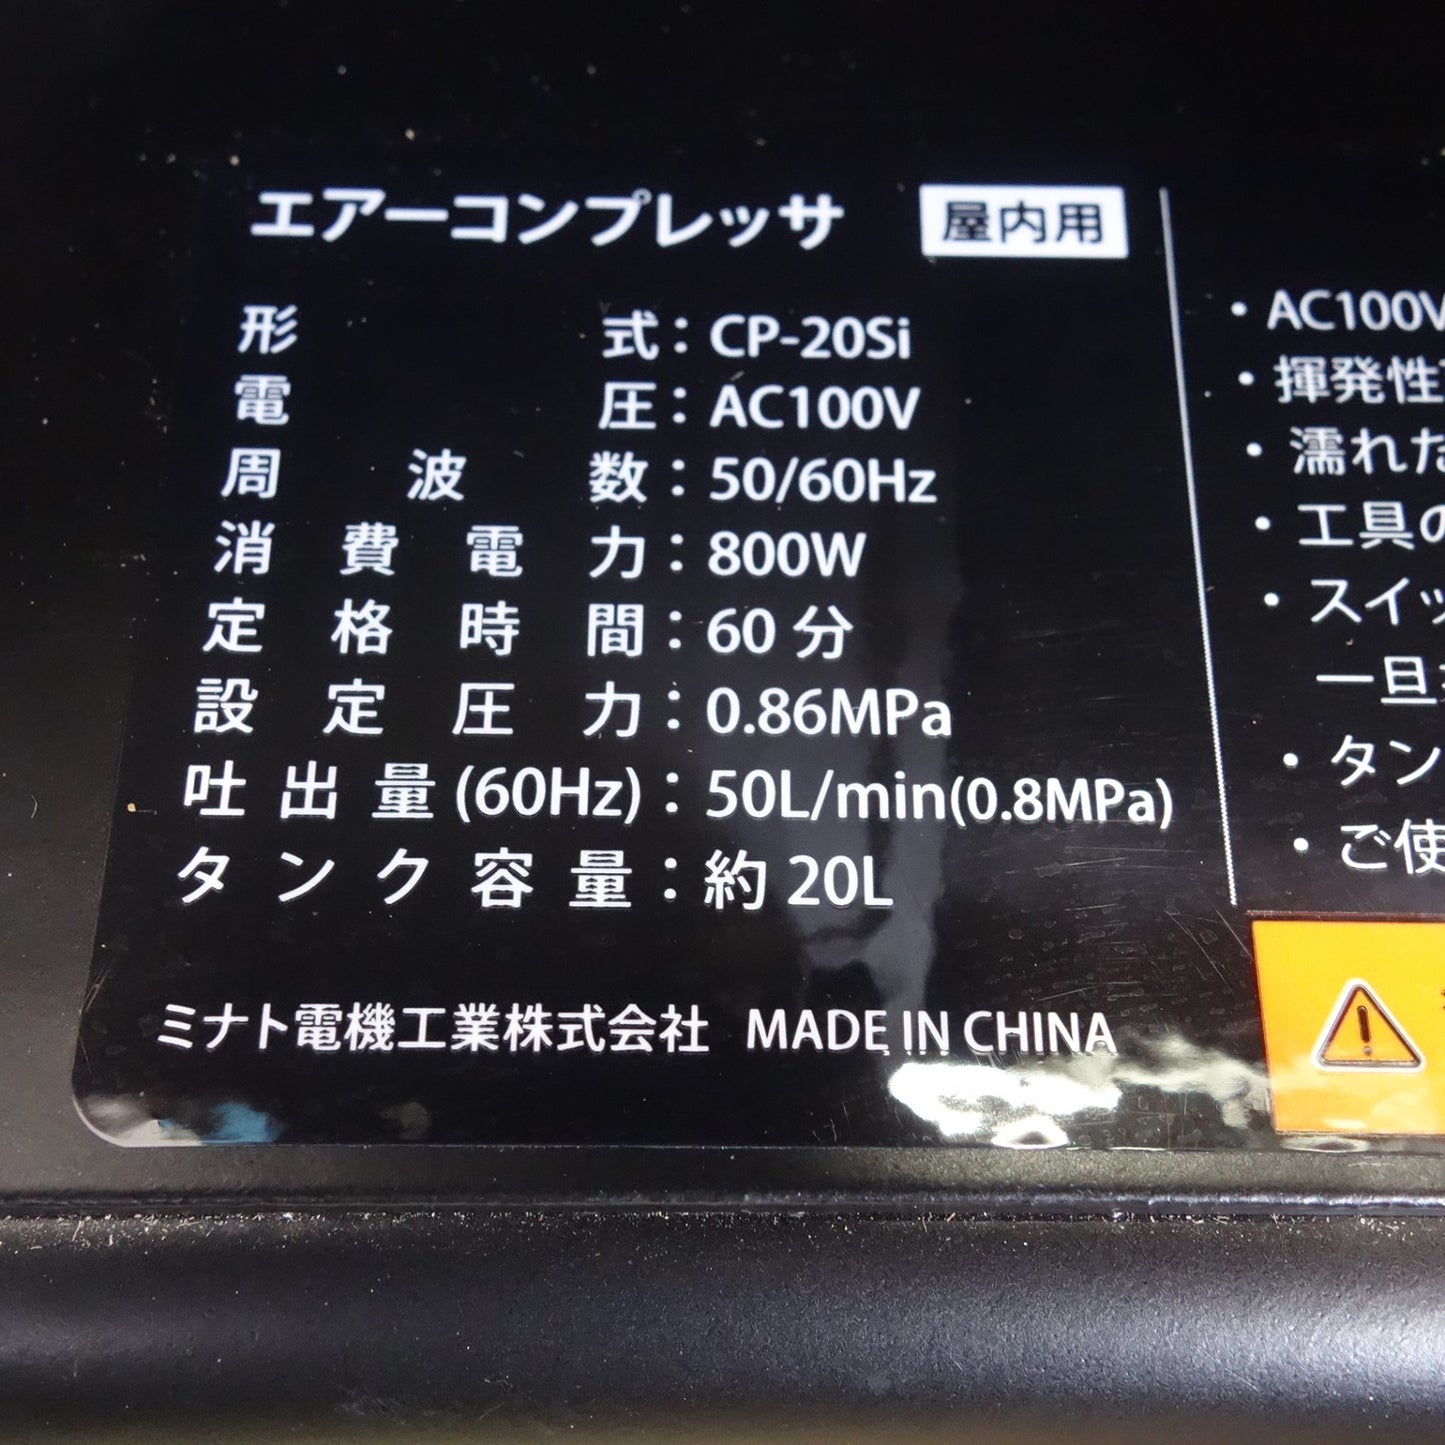 エアーコンプレッサ 屋内用
形式：CP-20Si
電圧：AC100V
周波数：50/60Hz
消費電力：800W
定格時間：60 分
設定圧力：0.86MPa
吐出量(60Hz)：50L/min(0.8MPa)
タンク容量：約 20L
ミナト電機工業株式会社 MADE IN CHINA
・AC100V
・揮発性
・濡れた
・工具の
・スイッ
一旦
・タン
・ご使